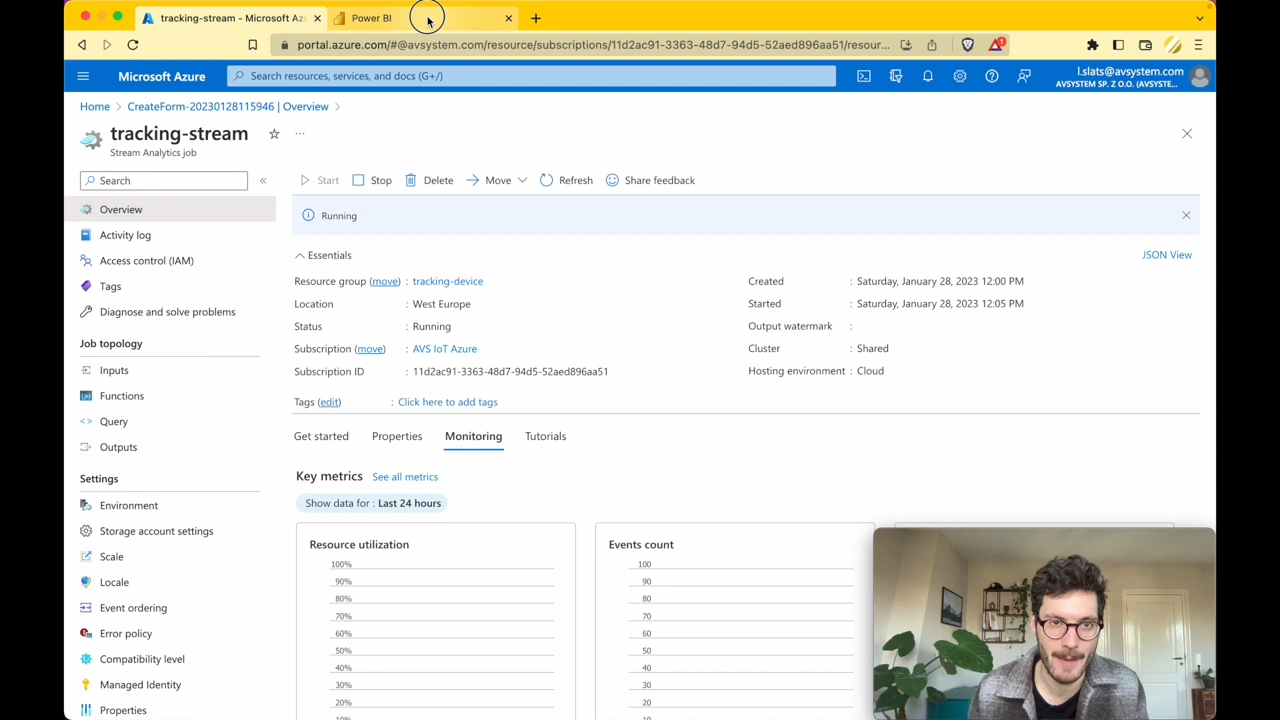 tracking-stream - Microsoft Az
Power BI
portal.azure.com/#@avsystem.com/resource/subscriptions/11d2ac91-3363-48d7-94d5-52aed896aa51/resour...
Microsoft Azure
Search resources, services, and docs (G+/)
l.slats@avsystem.com
AVSYSTEM SP. Z O.O. (AVSYSTE...
Home > CreateForm-20230128115946 | Overview >
tracking-stream
Stream Analytics job
Search
Start
Stop
Delete
Move
Refresh
Share feedback
Overview
Running
Activity log
Access control (IAM)
Tags
Diagnose and solve problems
Job topology
Inputs
Functions
Query
Outputs
Settings
Environment
Storage account settings
Scale
Locale
Event ordering
Error policy
Compatibility level
Managed Identity
Properties
Essentials
JSON View
Resource group (move) : tracking-device
Location : West Europe
Status : Running
Subscription (move) : AVS IoT Azure
Subscription ID : 11d2ac91-3363-48d7-94d5-52aed896aa51
Created : Saturday, January 28, 2023 12:00 PM
Started : Saturday, January 28, 2023 12:05 PM
Output watermark :
Cluster : Shared
Hosting environment : Cloud
Tags (edit) : Click here to add tags
Get started
Properties
Monitoring
Tutorials
Key metrics
See all metrics
Show data for : Last 24 hours
Resource utilization
100%
90%
80%
70%
60%
50%
40%
30%
20%
10%
Events count
100
90
80
70
60
50
40
30
20
10